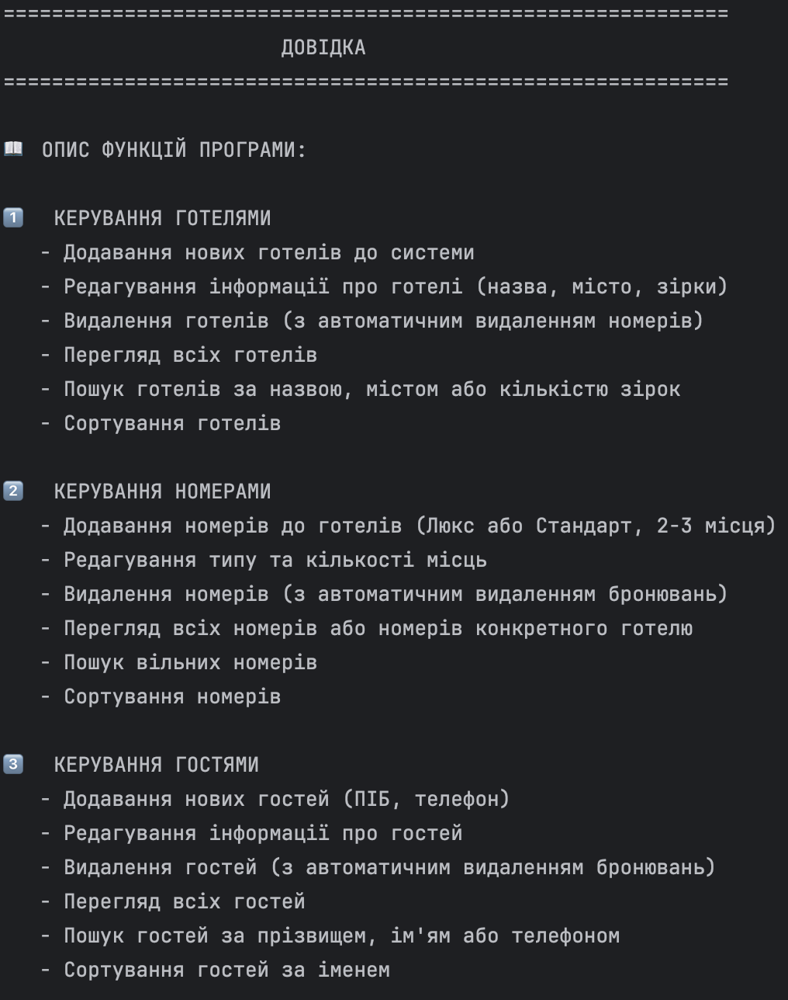 ============================================================
ДОВІДКА
============================================================
📖 ОПИС ФУНКЦІЙ ПРОГРАМИ:
1️⃣ КЕРУВАННЯ ГОТЕЛЯМИ
- Додавання нових готелів до системи
- Редагування інформації про готелі (назва, місто, зірки)
- Видалення готелів (з автоматичним видаленням номерів)
- Перегляд всіх готелів
- Пошук готелів за назвою, містом або кількістю зірок
- Сортування готелів
2️⃣ КЕРУВАННЯ НОМЕРАМИ
- Додавання номерів до готелів (Люкс або Стандарт, 2-3 місця)
- Редагування типу та кількості місць
- Видалення номерів (з автоматичним видаленням бронювань)
- Перегляд всіх номерів або номерів конкретного готелю
- Пошук вільних номерів
- Сортування номерів
3️⃣ КЕРУВАННЯ ГОСТЯМИ
- Додавання нових гостей (ПІБ, телефон)
- Редагування інформації про гостей
- Видалення гостей (з автоматичним видаленням бронювань)
- Перегляд всіх гостей
- Пошук гостей за прізвищем, ім'ям або телефоном
- Сортування гостей за іменем